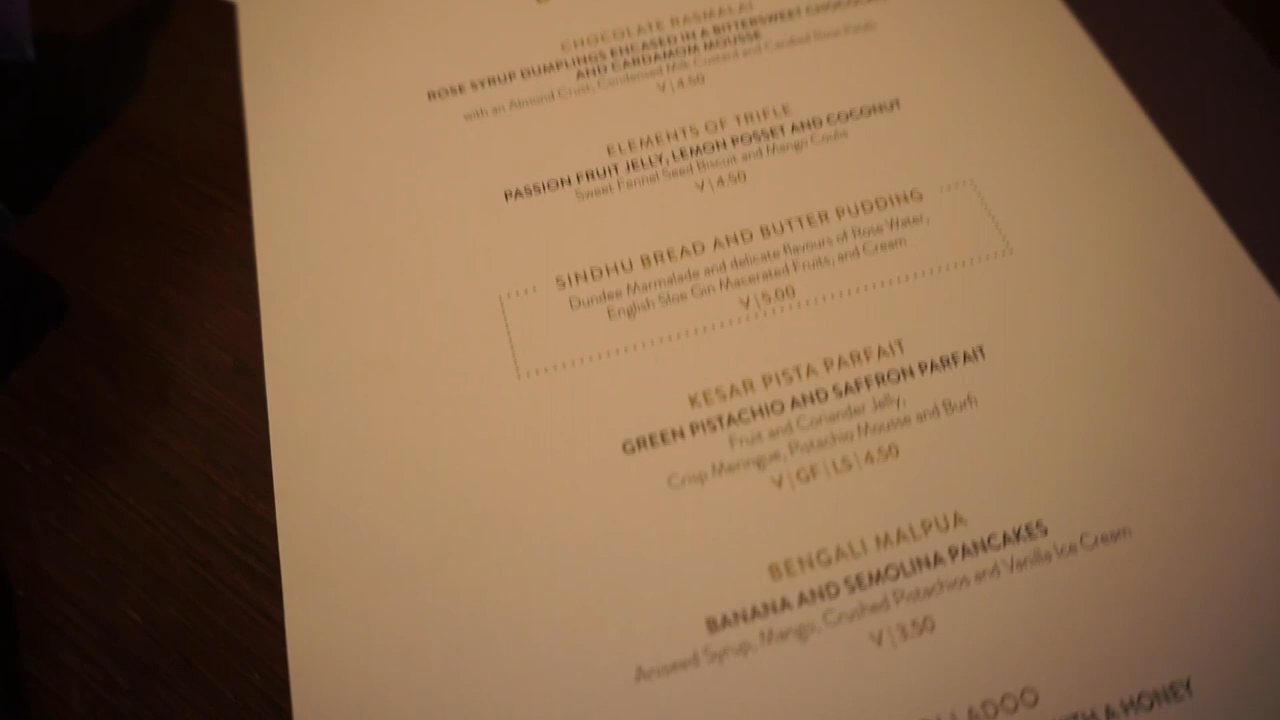 CHOCOLATE RASMALAI
ROSE SYRUP DUMPLINGS ENCASED IN A BITTERSWEET CHOCOLATE
AND CARDAMOM MOUSSE
with an Almond Crust, Condensed Milk Custard and Candied Rose Petals
V | 4.50
ELEMENTS OF TRIFLE
PASSION FRUIT JELLY, LEMON POSSET AND COCONUT
Sweet Fennel Seed Biscuit and Mango Coulis
V | 4.50
SINDHU BREAD AND BUTTER PUDDING
Dundee Marmalade and delicate flavours of Rose Water,
English Sloe Gin Macerated Fruits, and Cream
V | 5.00
KESAR PISTA PARFAIT
GREEN PISTACHIO AND SAFFRON PARFAIT
Fruit and Coriander Jelly,
Crisp Meringue, Pistachio Mousse and Burfi
V | GF | LS | 4.50
BENGALI MALPUA
BANANA AND SEMOLINA PANCAKES
Aniseed Syrup, Mango, Crushed Pistachios and Vanilla Ice Cream
V | 3.50
LADOO
WITH A HONEY